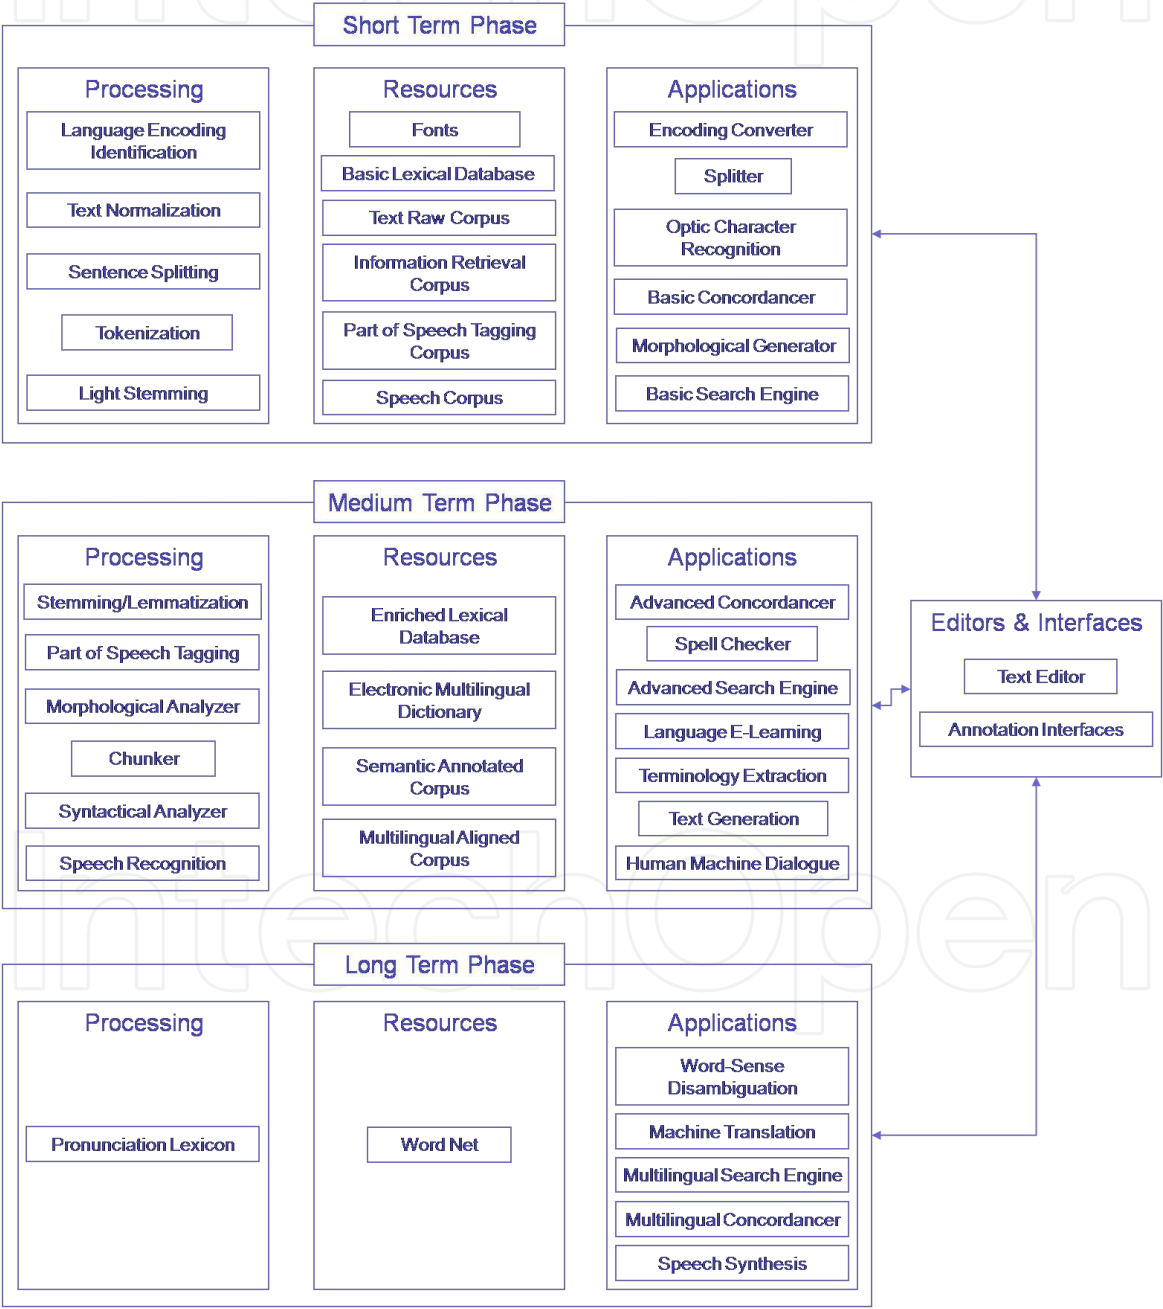 Short Term Phase
Processing
Language Encoding
Identification
Text Normalization
Sentence Splitting
Tokenization
Light Stemming
Resources
Fonts
Basic Lexical Database
Text Raw Corpus
Information Retrieval
Corpus
Part of Speech Tagging
Corpus
Speech Corpus
Applications
Encoding Converter
Splitter
Optic Character
Recognition
Basic Concordancer
Morphological Generator
Basic Search Engine
Medium Term Phase
Processing
Stemming/Lemmatization
Part of Speech Tagging
Morphological Analyzer
Chunker
Syntactical Analyzer
Speech Recognition
Resources
Enriched Lexical
Database
Electronic Multilingual
Dictionary
Semantic Annotated
Corpus
Multilingual Aligned
Corpus
Applications
Advanced Concordancer
Spell Checker
Advanced Search Engine
Language E-Learning
Terminology Extraction
Text Generation
Human Machine Dialogue
Editors & Interfaces
Text Editor
Annotation Interfaces
Long Term Phase
Processing
Pronunciation Lexicon
Resources
Word Net
Applications
Word-Sense
Disambiguation
Machine Translation
Multilingual Search Engine
Multilingual Concordancer
Speech Synthesis
IntechOpen
IntechOpen